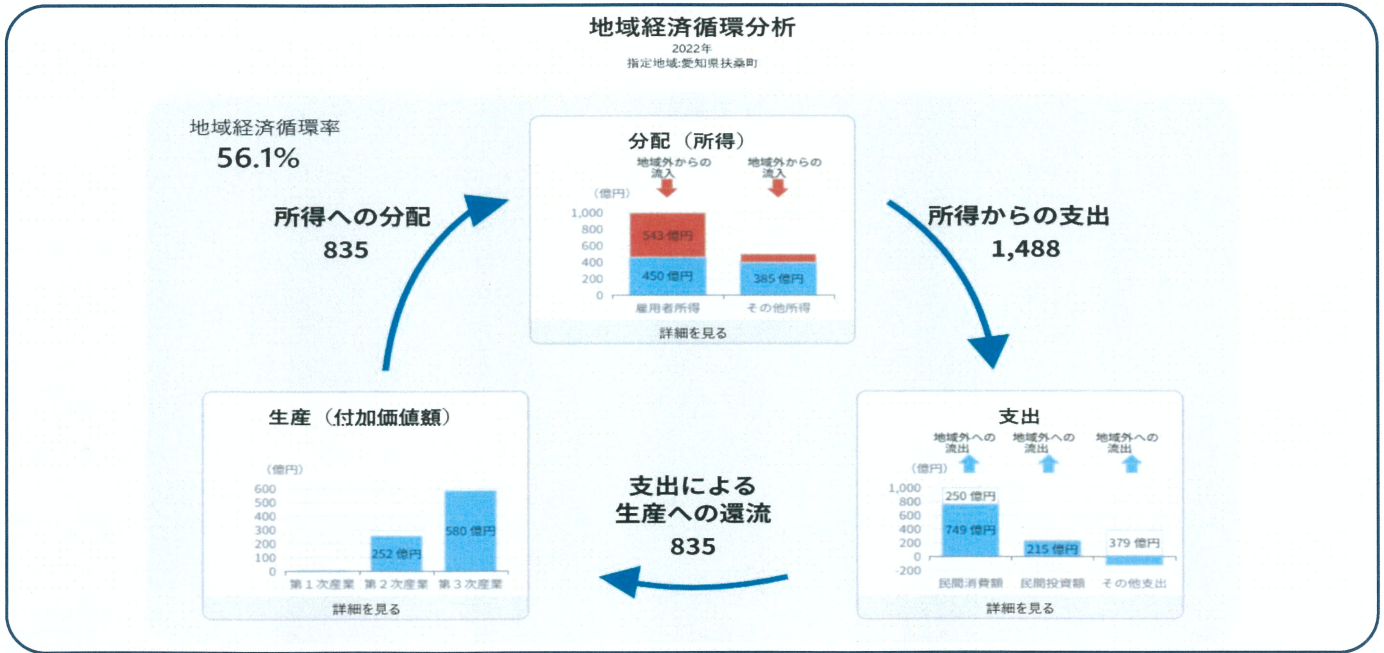 地域経済循環分析
2022年
指定地域:愛知県扶桑町
地域経済循環率
56.1%
所得への分配
835
分配（所得）
地域外からの
流入
地域外からの
流入
（億円）
1,000
800
600
400
200
0
543 億円
450 億円
385 億円
雇用者所得
その他所得
詳細を見る
所得からの支出
1,488
生産（付加価値額）
（億円）
600
500
400
300
200
100
0
252 億円
580 億円
第１次産業
第２次産業
第３次産業
詳細を見る
支出による
生産への還流
835
支出
地域外への
流出
地域外への
流出
地域外への
流出
（億円）
1,000
800
600
400
200
0
-200
250 億円
749 億円
215 億円
379 億円
民間消費額
民間投資額
その他支出
詳細を見る